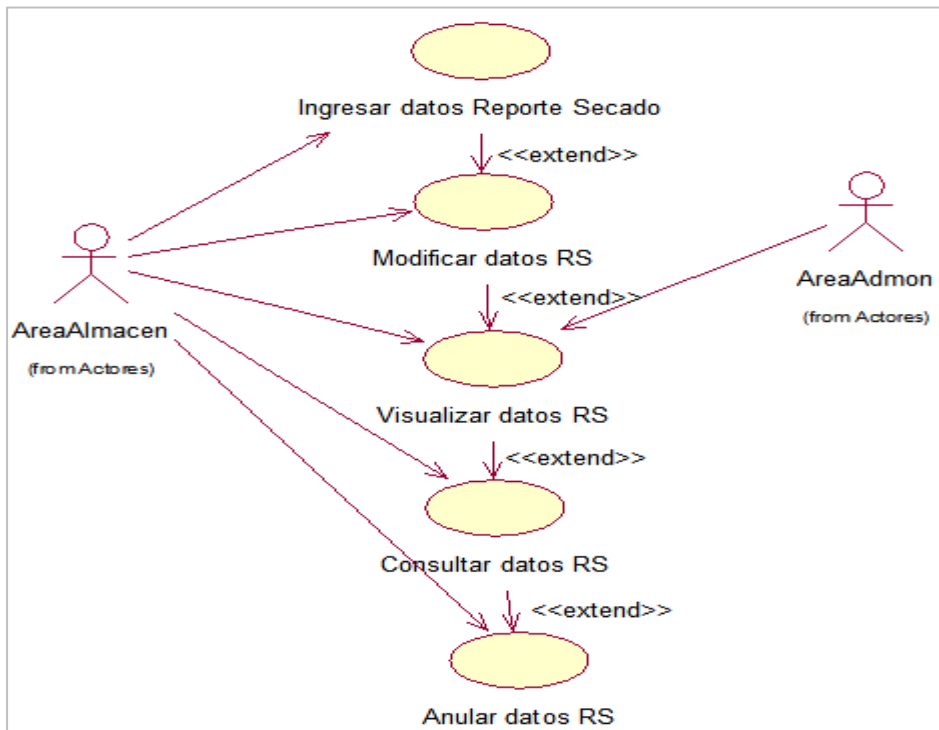 Ingresar datos Reporte Secado
<<extend>>
Modificar datos RS
AreaAdmon
(from Actores)
<<extend>>
AreaAlmacen
(from Actores)
Visualizar datos RS
<<extend>>
Consultar datos RS
<<extend>>
Anular datos RS